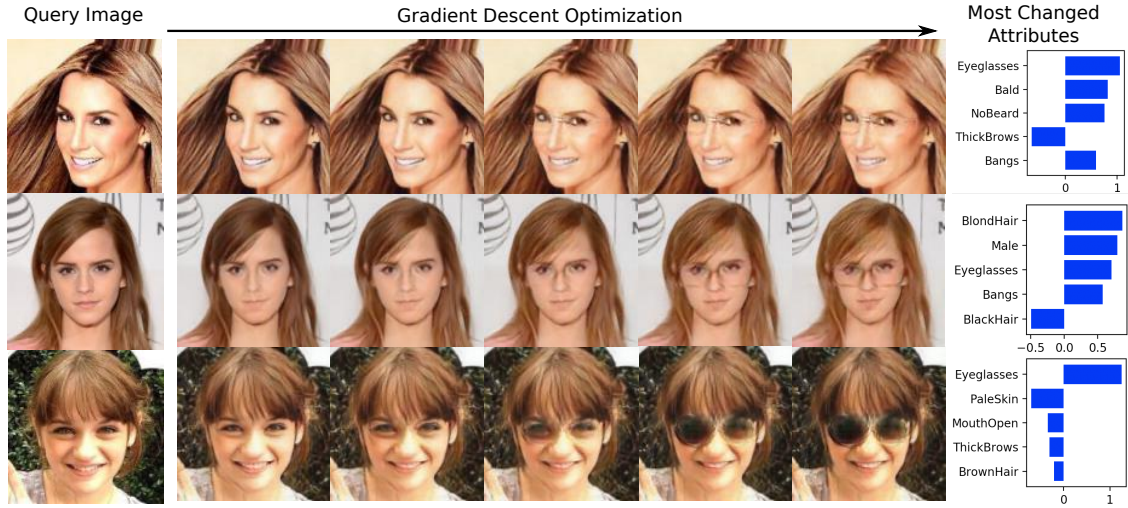 Query Image
Gradient Descent Optimization
Most Changed
Attributes
Eyeglasses
Bald
NoBeard
ThickBrows
Bangs
0 1
BlondHair
Male
Eyeglasses
Bangs
BlackHair
−0.5 0.0 0.5
Eyeglasses
PaleSkin
MouthOpen
ThickBrows
BrownHair
0 1